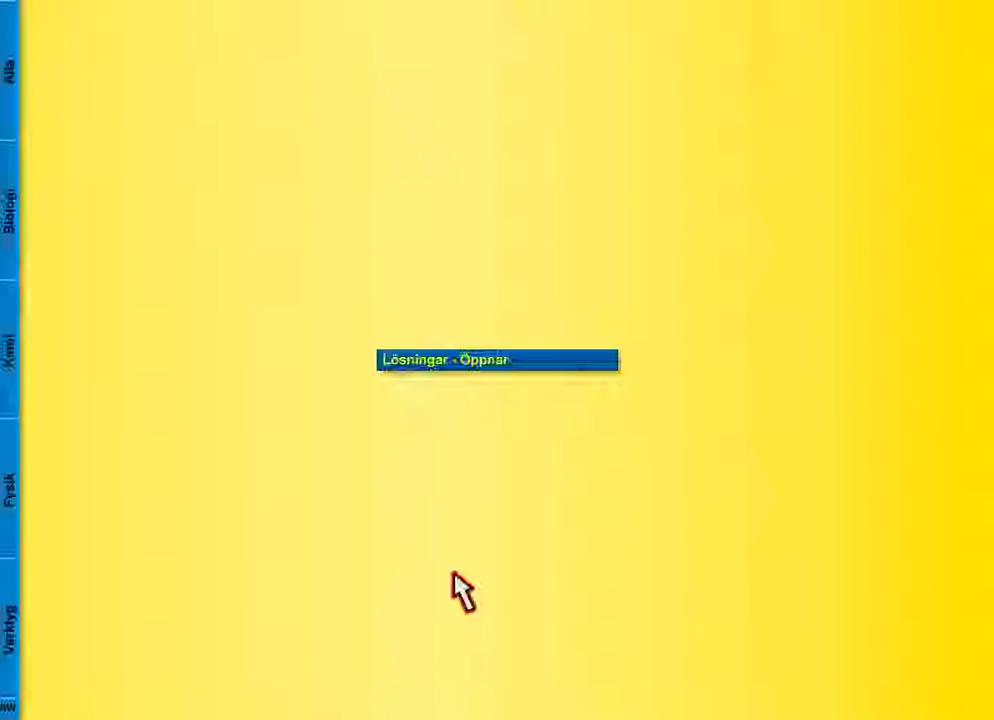 Alla
Biologi
Kemi
Fysik
Verktyg
Lösningar - Öppnar